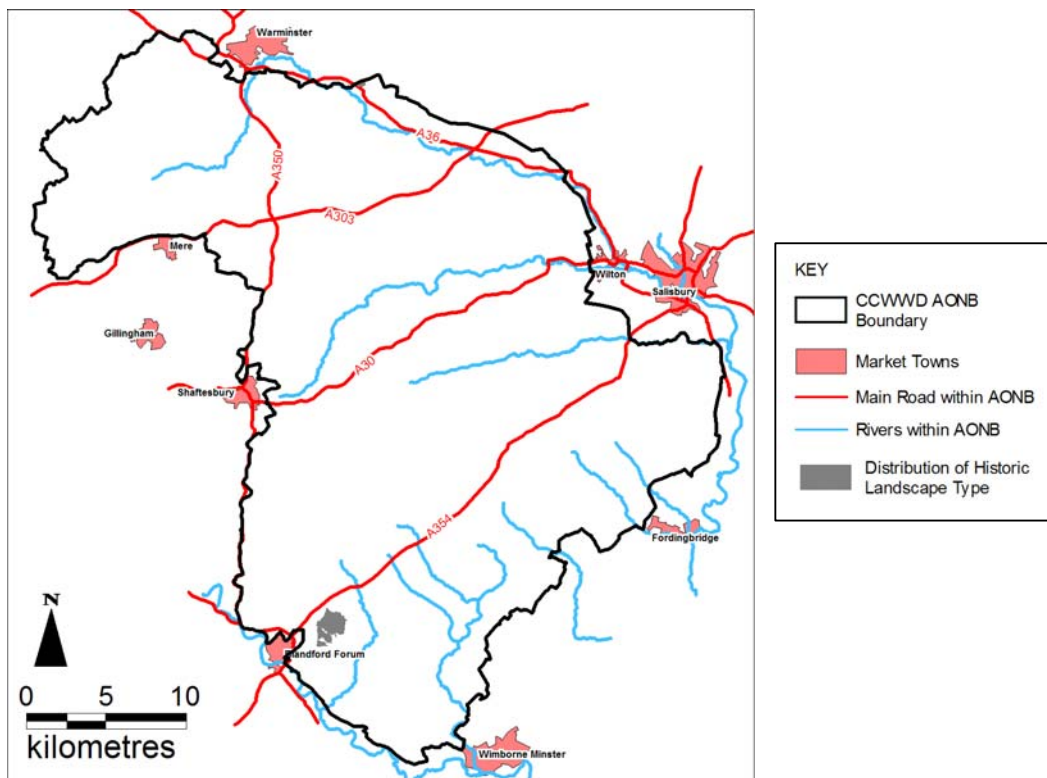 Warminster
A36
A350
A303
Mere
Wilton
Salisbury
Gillingham
A30
Shaftesbury
A354
Fordingbridge
N
Blandford Forum
0 5 10
kilometres
Wimborne Minster
KEY
CCWWD AONB
Boundary
Market Towns
Main Road within AONB
Rivers within AONB
Distribution of Historic
Landscape Type